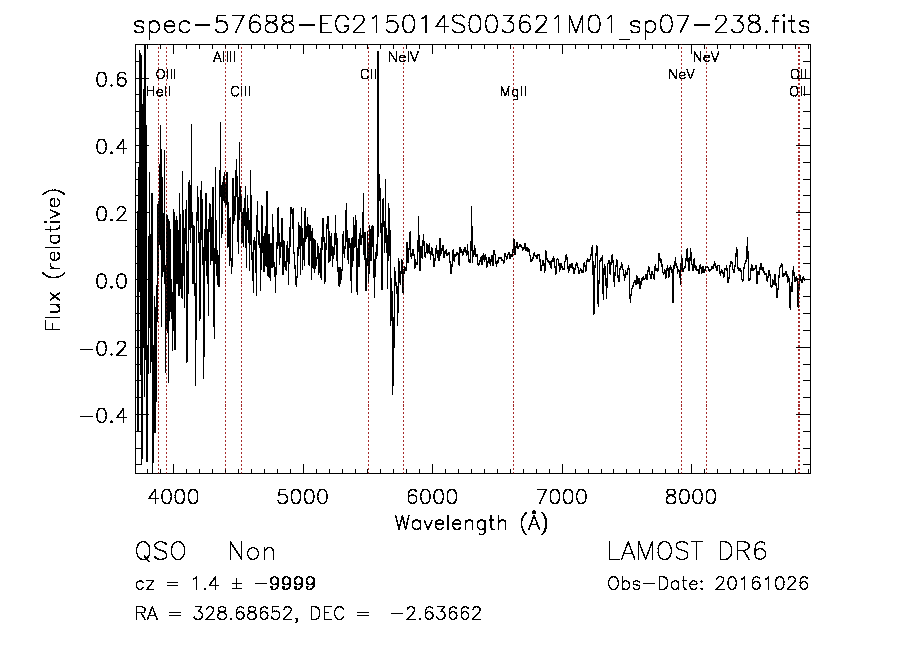 spec-57688-EG215014S003621M01_sp07-238.fits
AlIII NeIV NeV
OIII CII NeV OII
HeII CIII MgII OII
0.6
0.4
0.2
0.0
-0.2
-0.4
Flux (relative)
4000 5000 6000 7000 8000
Wavelength (Å)
QSO Non LAMOST DR6
cz = 1.4 ± -9999 Obs-Date: 20161026
RA = 328.68652, DEC = -2.63662